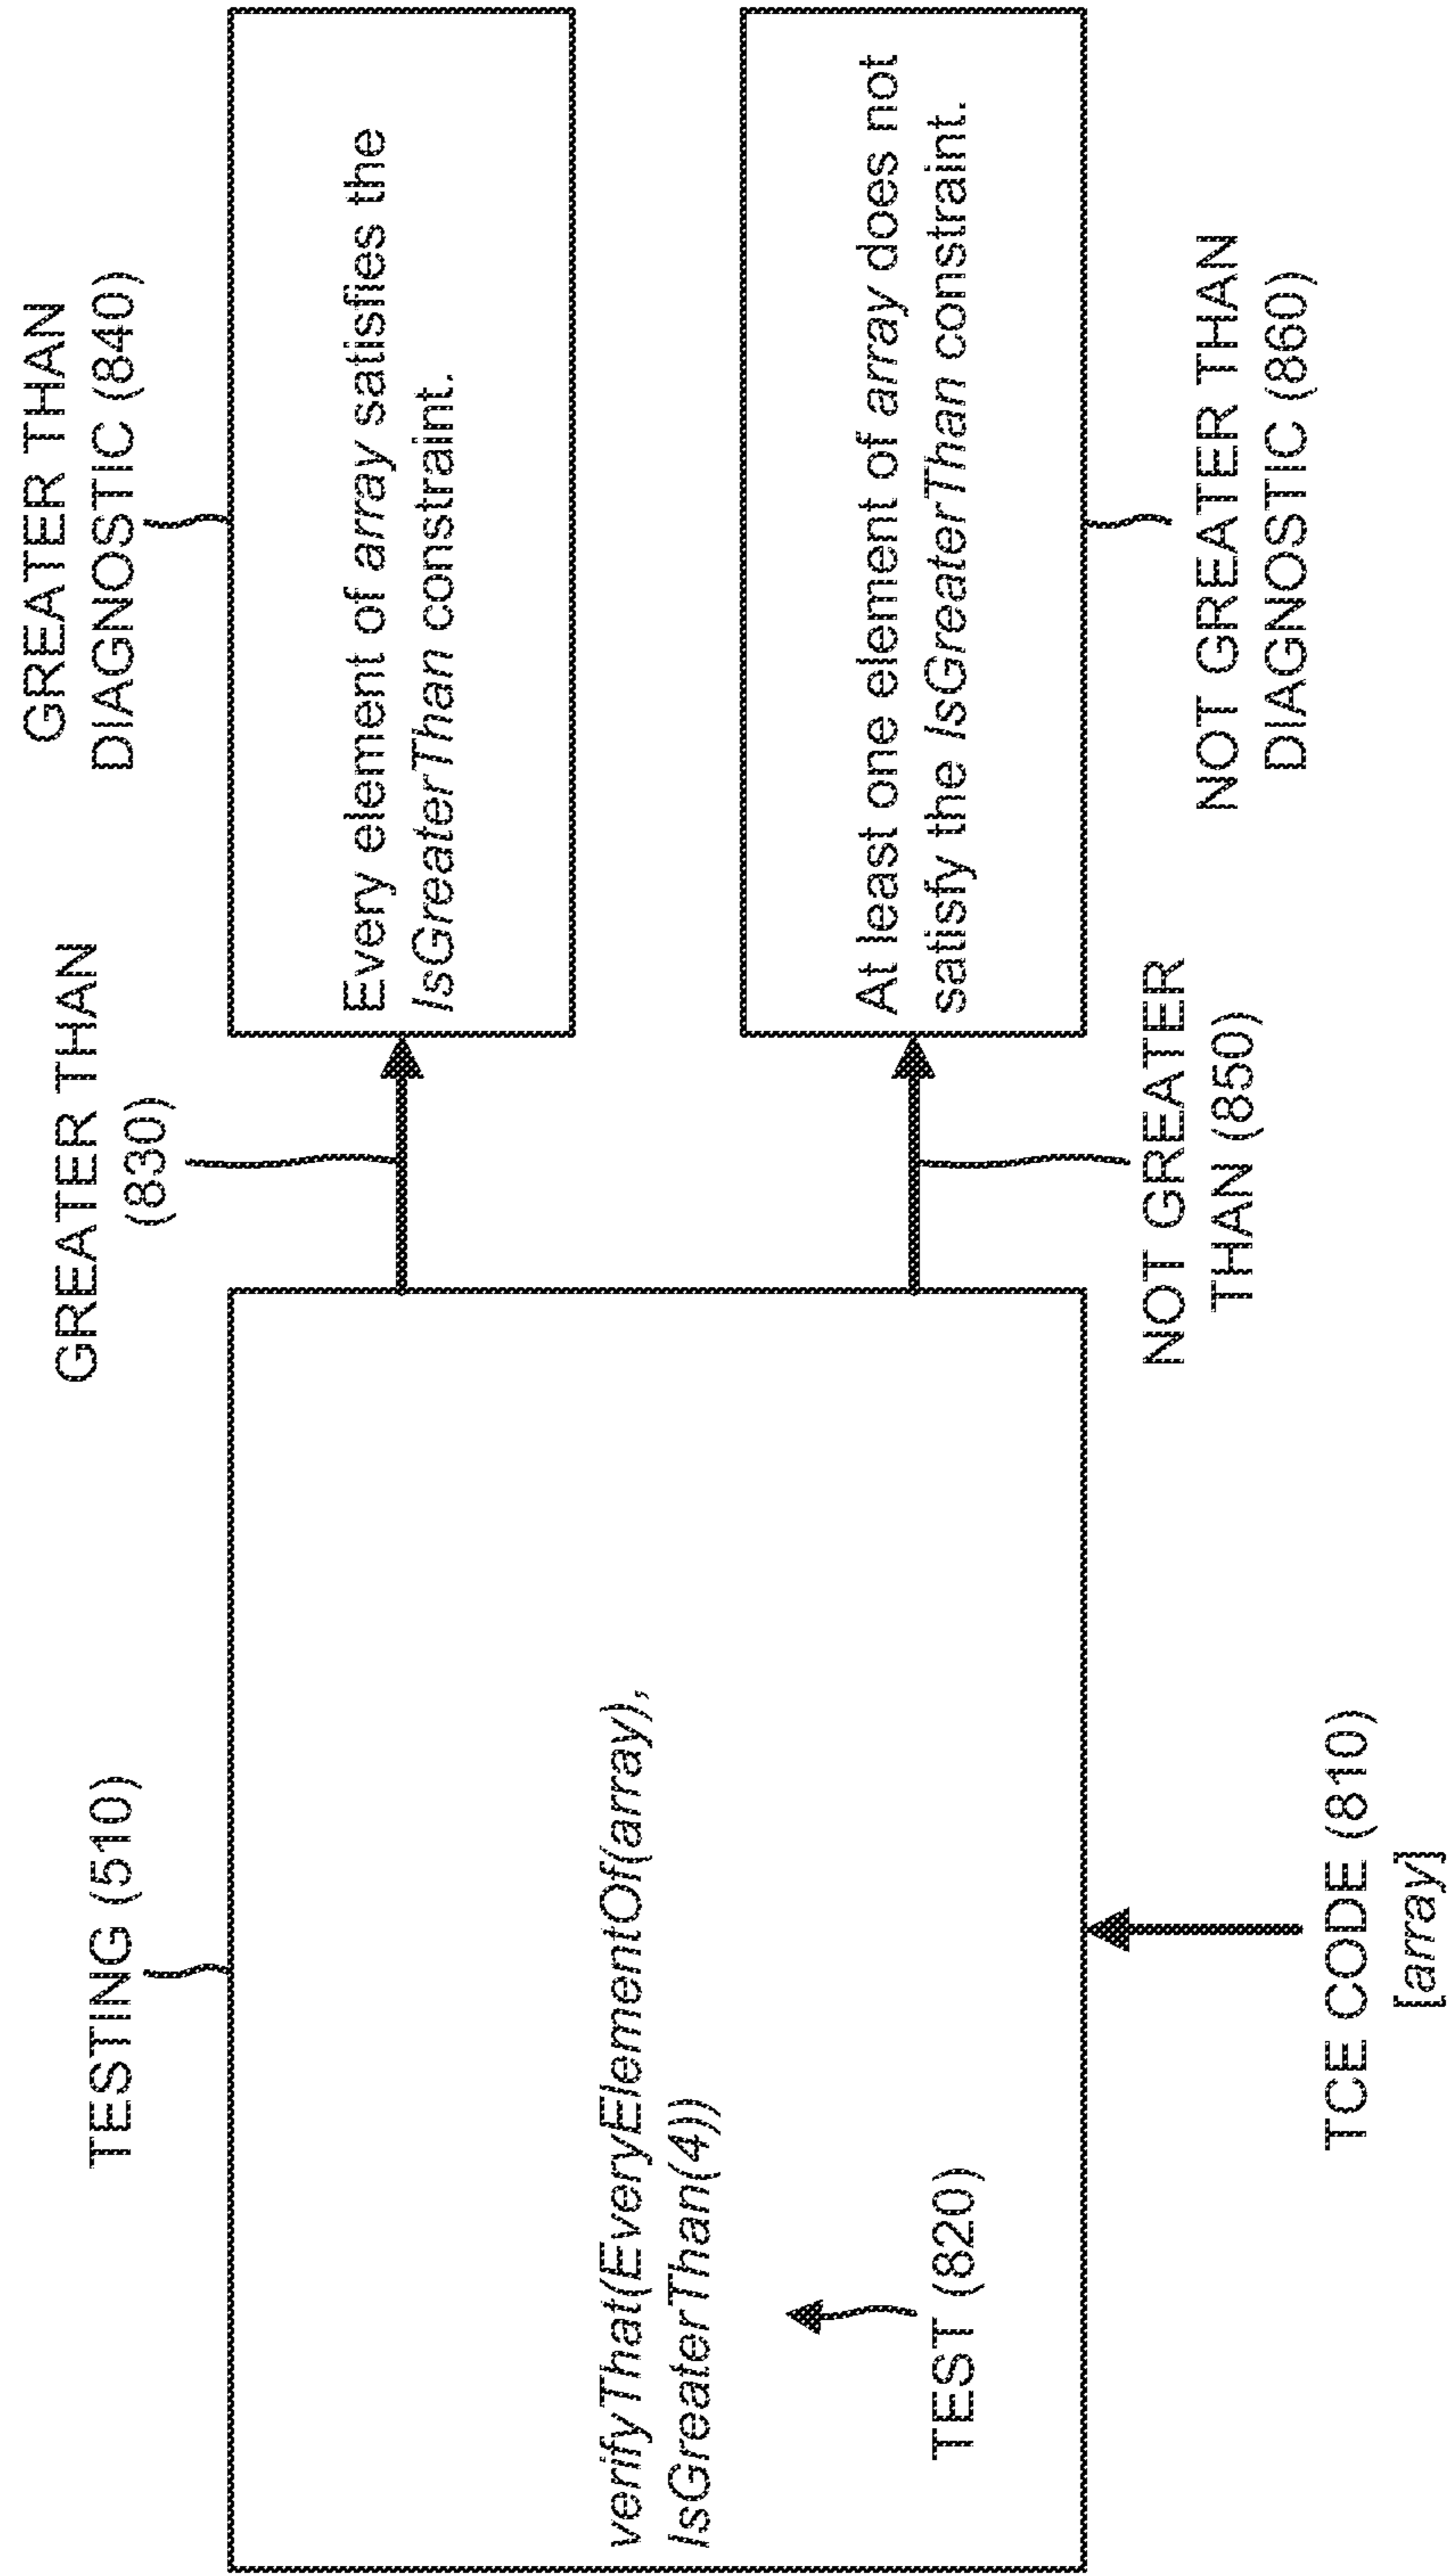 TESTING (510)
verifyThat(EveryElementOf(array),
IsGreaterThan(4))
TEST (820)
TCE CODE (810)
[array]
GREATER THAN
(830)
NOT GREATER
THAN (850)
GREATER THAN
DIAGNOSTIC (840)
Every element of array satisfies the
IsGreaterThan constraint.
At least one element of array does not
satisfy the IsGreaterThan constraint.
NOT GREATER THAN
DIAGNOSTIC (860)